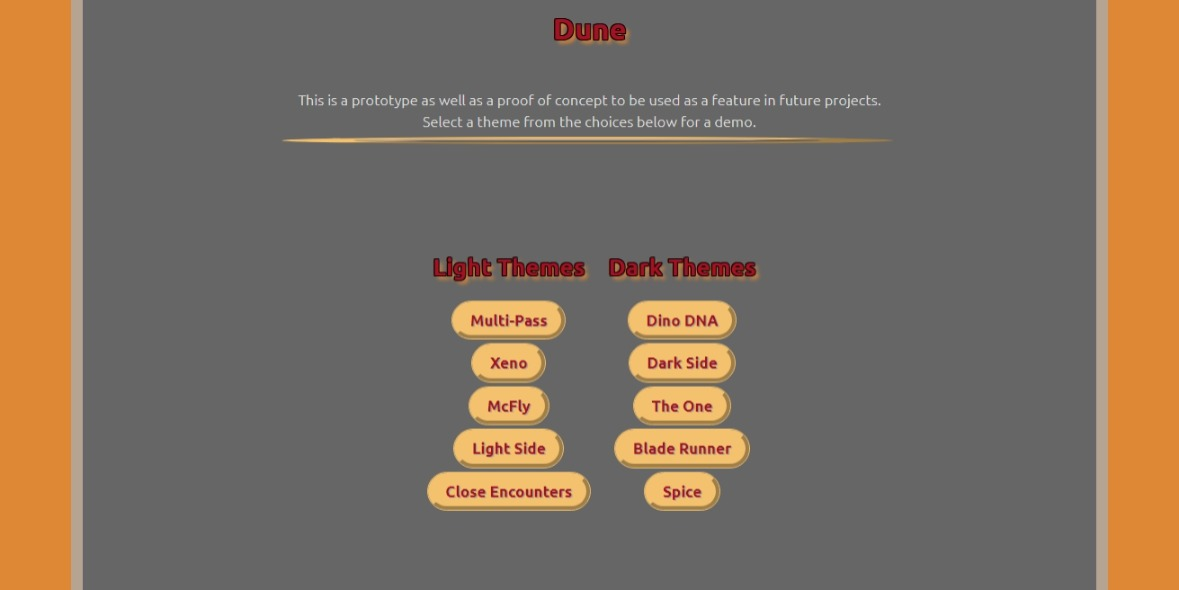 Dune
This is a prototype as well as a proof of concept to be used as a feature in future projects.
Select a theme from the choices below for a demo.
Light Themes
Multi-Pass
Xeno
McFly
Light Side
Close Encounters
Dark Themes
Dino DNA
Dark Side
The One
Blade Runner
Spice